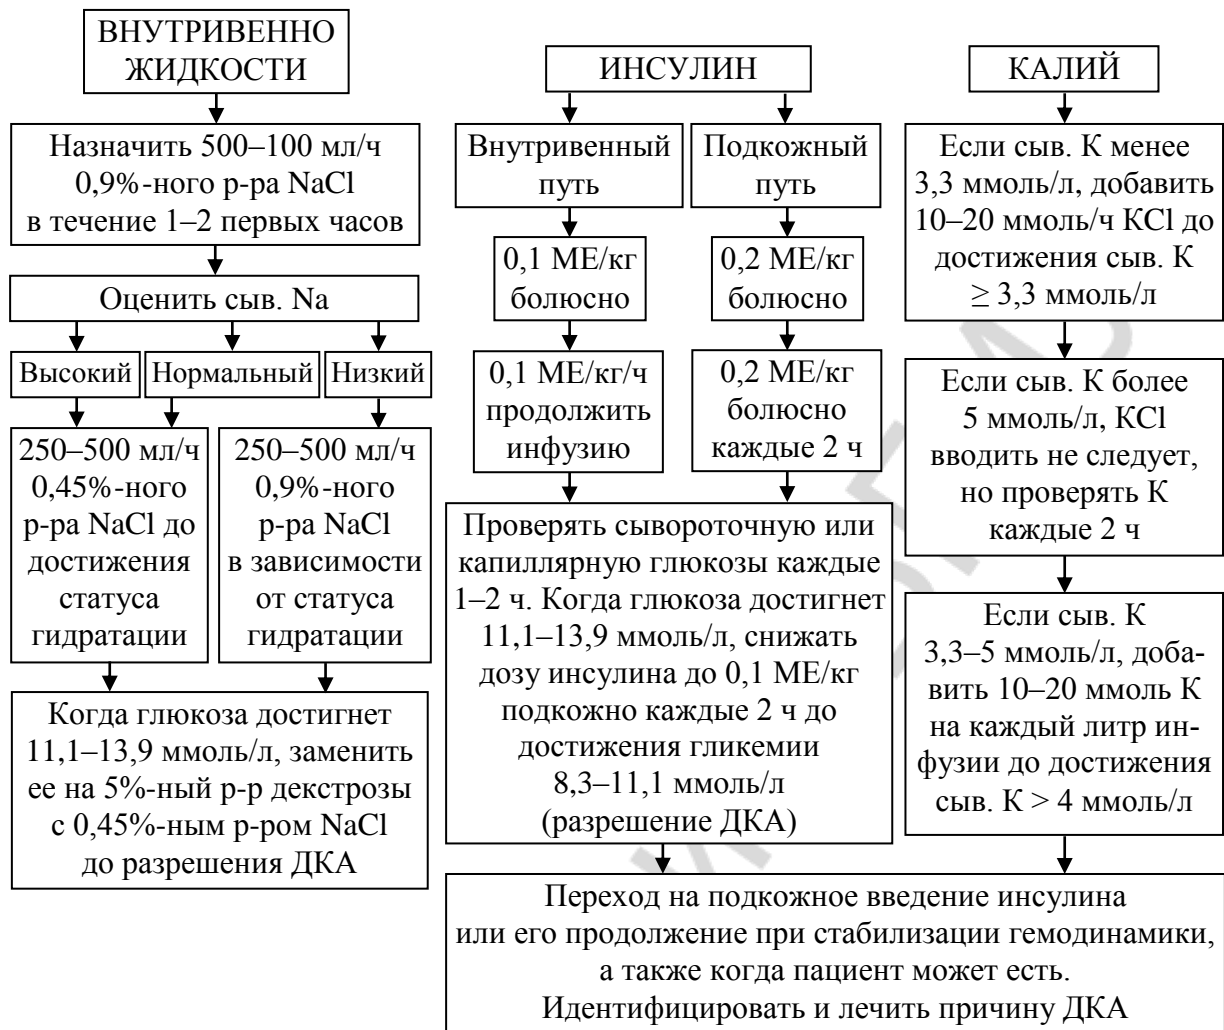 ВНУТРИВЕННО
ЖИДКОСТИ
Назначить 500–100 мл/ч
0,9%-ного р-ра NaCl
в течение 1–2 первых часов
Оценить сыв. Na
Высокий
Нормальный
Низкий
250–500 мл/ч
0,45%-ного
р-ра NaCl до
достижения
статуса
гидратации
250–500 мл/ч
0,9%-ного
р-ра NaCl
в зависимости
от статуса
гидратации
Когда глюкоза достигнет
11,1–13,9 ммоль/л, заменить
ее на 5%-ный р-р декстрозы
с 0,45%-ным р-ром NaCl
до разрешения ДКА
ИНСУЛИН
Внутривенный
путь
0,1 МЕ/кг
болюсно
0,1 МЕ/кг/ч
продолжить
инфузию
Подкожный
путь
0,2 МЕ/кг
болюсно
0,2 МЕ/кг
болюсно
каждые 2 ч
Проверять сывороточную или
капиллярную глюкозы каждые
1–2 ч. Когда глюкоза достигнет
11,1–13,9 ммоль/л, снижать
дозу инсулина до 0,1 МЕ/кг
подкожно каждые 2 ч до
достижения гликемии
8,3–11,1 ммоль/л
(разрешение ДКА)
КАЛИЙ
Если сыв. К менее
3,3 ммоль/л, добавить
10–20 ммоль/ч КCl до
достижения сыв. К
≥ 3,3 ммоль/л
Если сыв. К более
5 ммоль/л, КCl
вводить не следует,
но проверять К
каждые 2 ч
Если сыв. К
3,3–5 ммоль/л, доба-
вить 10–20 ммоль К
на каждый литр ин-
фузии до достижения
сыв. К > 4 ммоль/л
Переход на подкожное введение инсулина
или его продолжение при стабилизации гемодинамики,
а также когда пациент может есть.
Идентифицировать и лечить причину ДКА